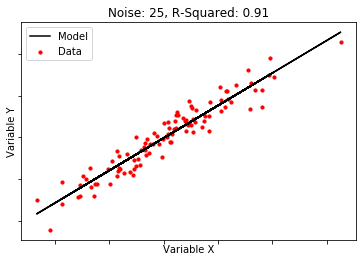 Noise: 25, R-Squared: 0.91
Model
Data
Variable Y
Variable X